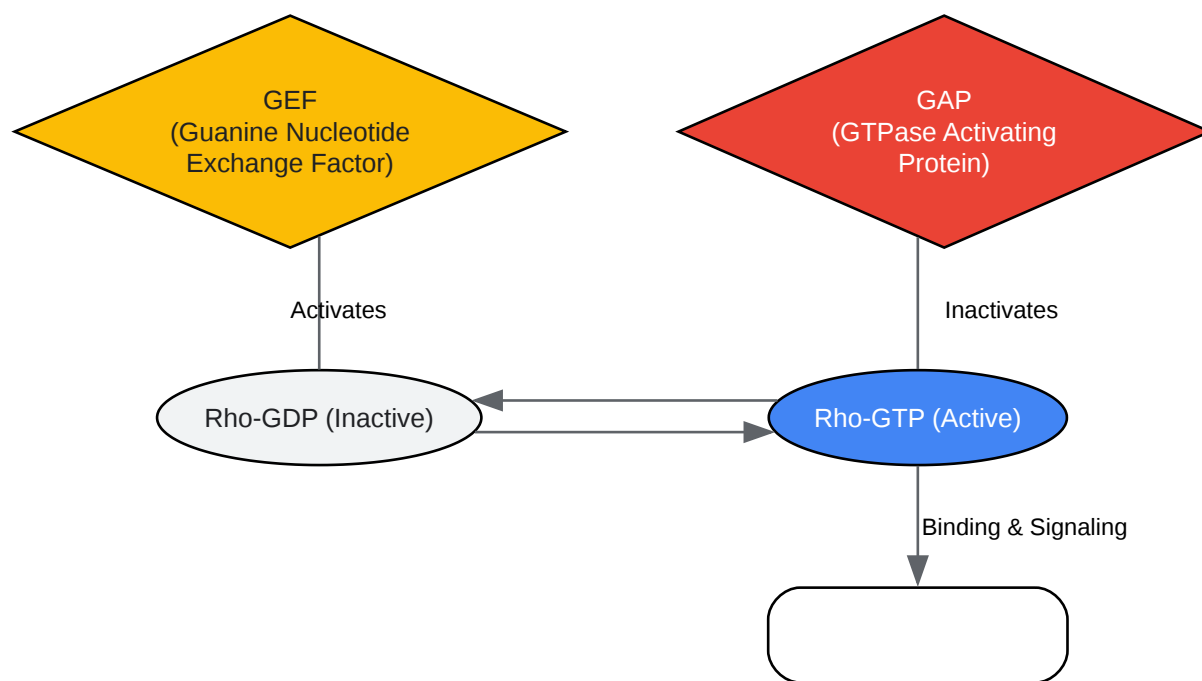 GEF
(Guanine Nucleotide
Exchange Factor)
GAP
(GTPase Activating
Protein)
Activates
Inactivates
Rho-GDP (Inactive)
Rho-GTP (Active)
Binding & Signaling